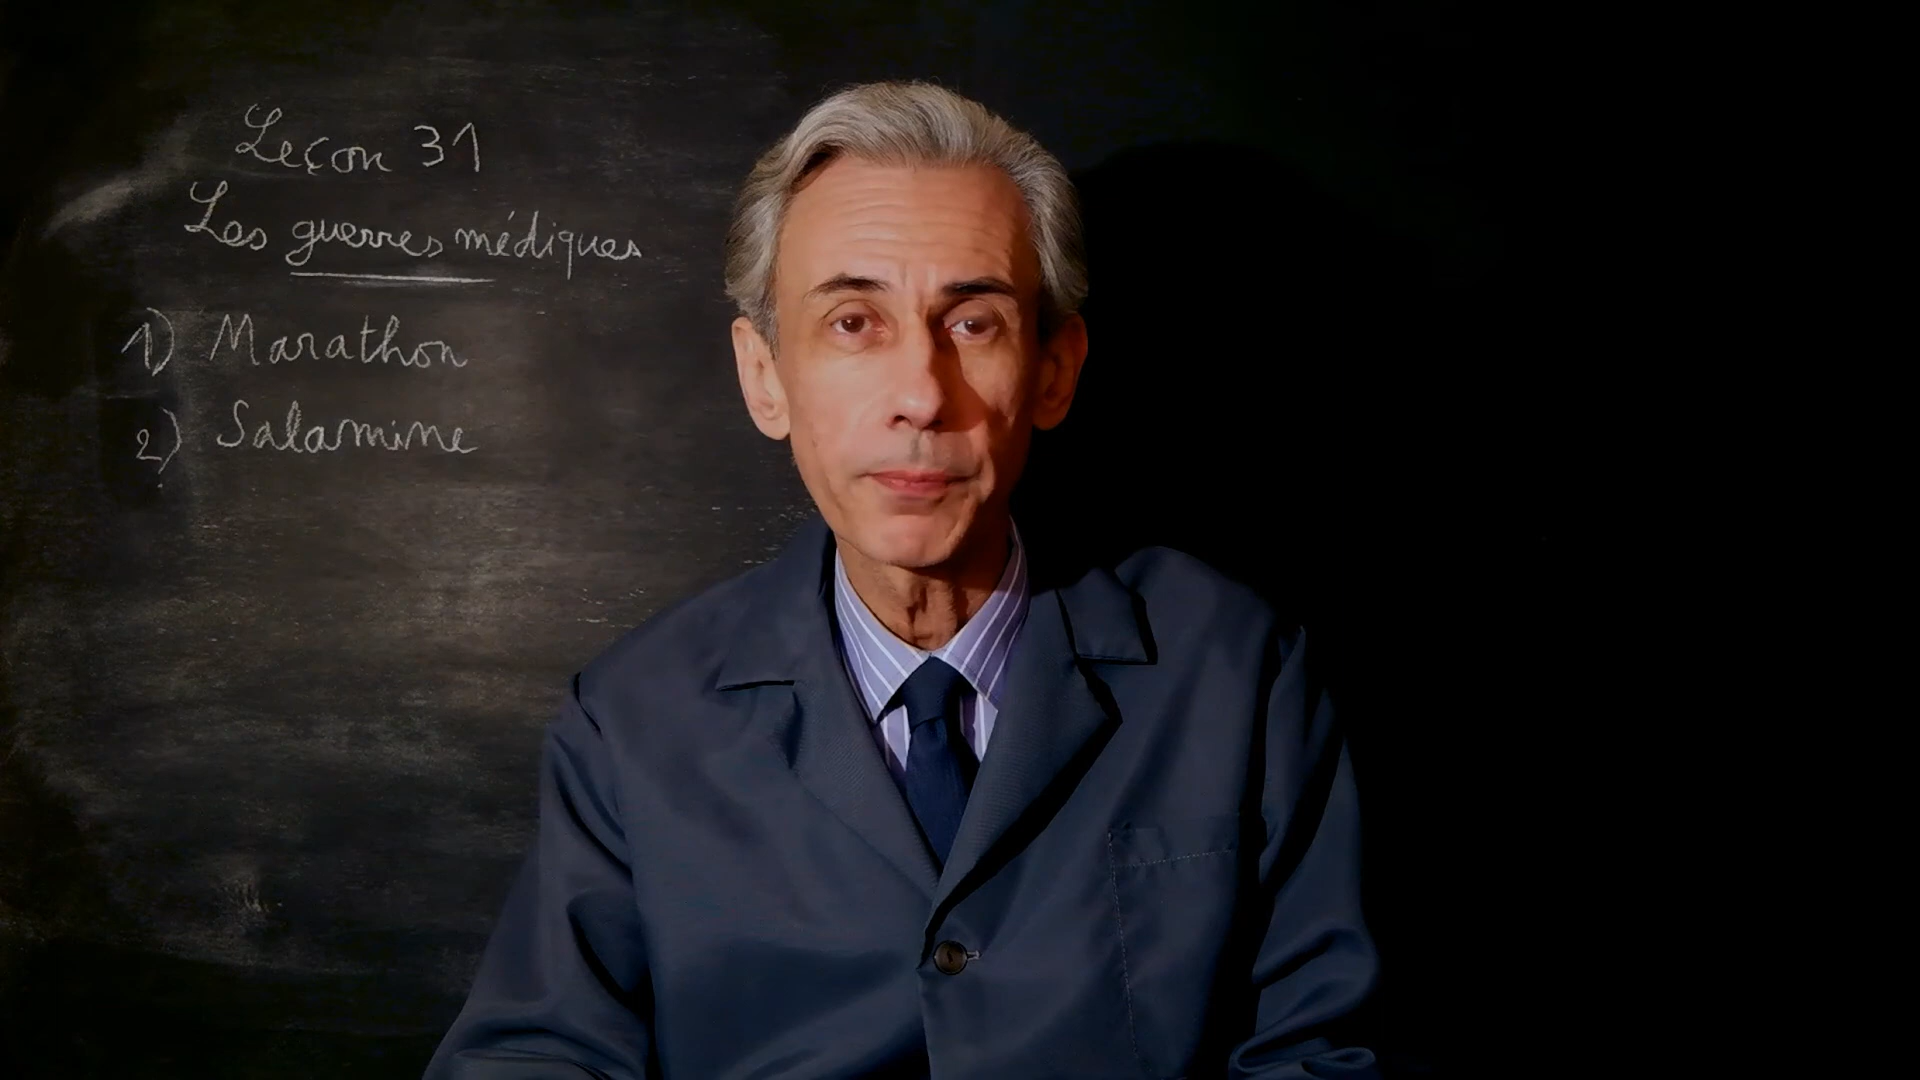 Leçon 31
Les guerres médiques
1) Marathon
2) Salamine